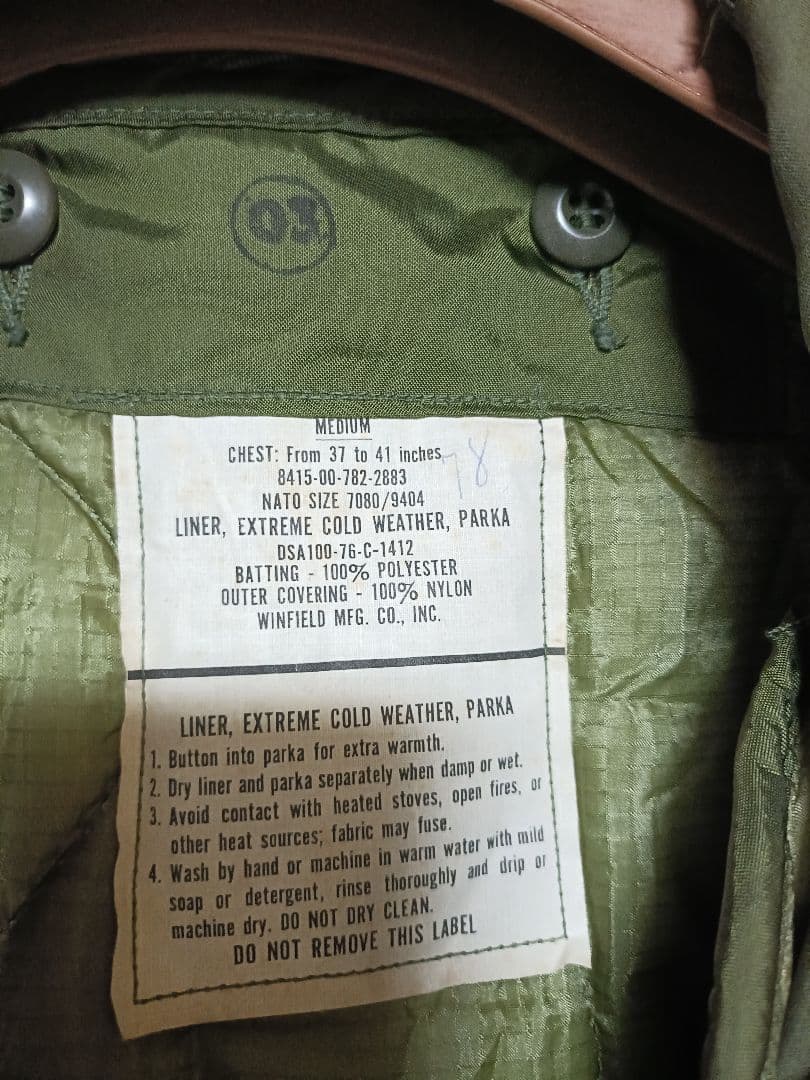 03
MEDIUM
CHEST: From 37 to 41 inches
78
8415-00-782-2883
NATO SIZE 7080/9404
LINER, EXTREME COLD WEATHER, PARKA
DSA100-76-C-1412
BATTING - 100% POLYESTER
OUTER COVERING - 100% NYLON
WINFIELD MFG. CO., INC.
LINER, EXTREME COLD WEATHER, PARKA
1. Button into parka for extra warmth.
2. Dry liner and parka separately when damp or wet.
3. Avoid contact with heated stoves, open fires, or
other heat sources; fabric may fuse.
4. Wash by hand or machine in warm water with mild
soap or detergent, rinse thoroughly and drip or
machine dry. DO NOT DRY CLEAN.
DO NOT REMOVE THIS LABEL